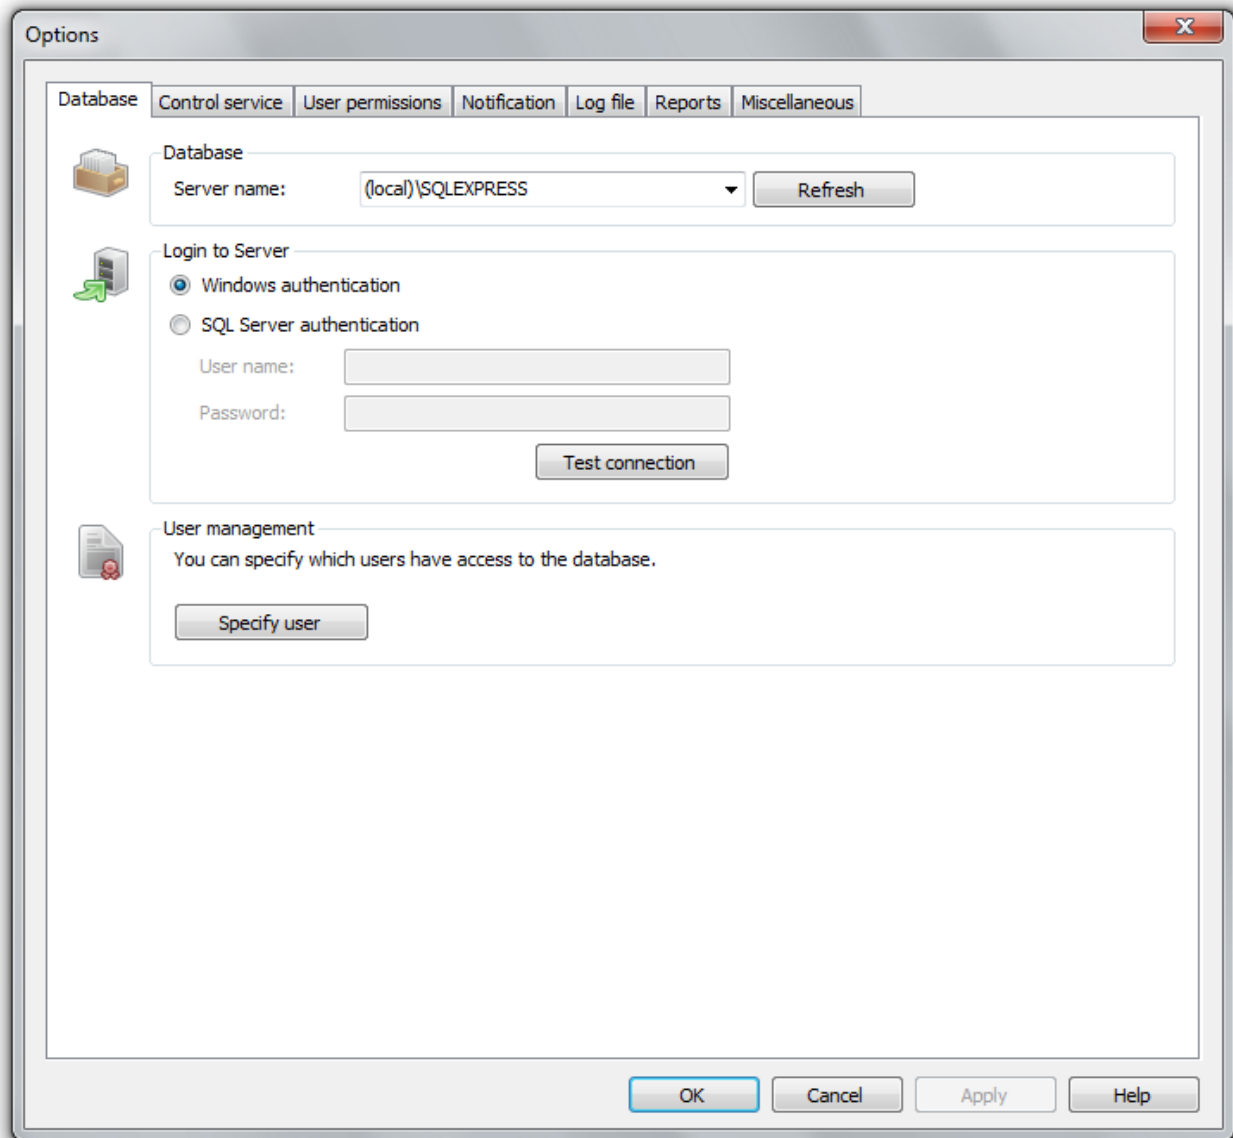 Options
X
Database Control service User permissions Notification Log file Reports Miscellaneous
Database
Server name: (local)\SQLEXPRESS Refresh
Login to Server
Windows authentication
SQL Server authentication
User name:
Password:
Test connection
User management
You can specify which users have access to the database.
Specify user
OK Cancel Apply Help